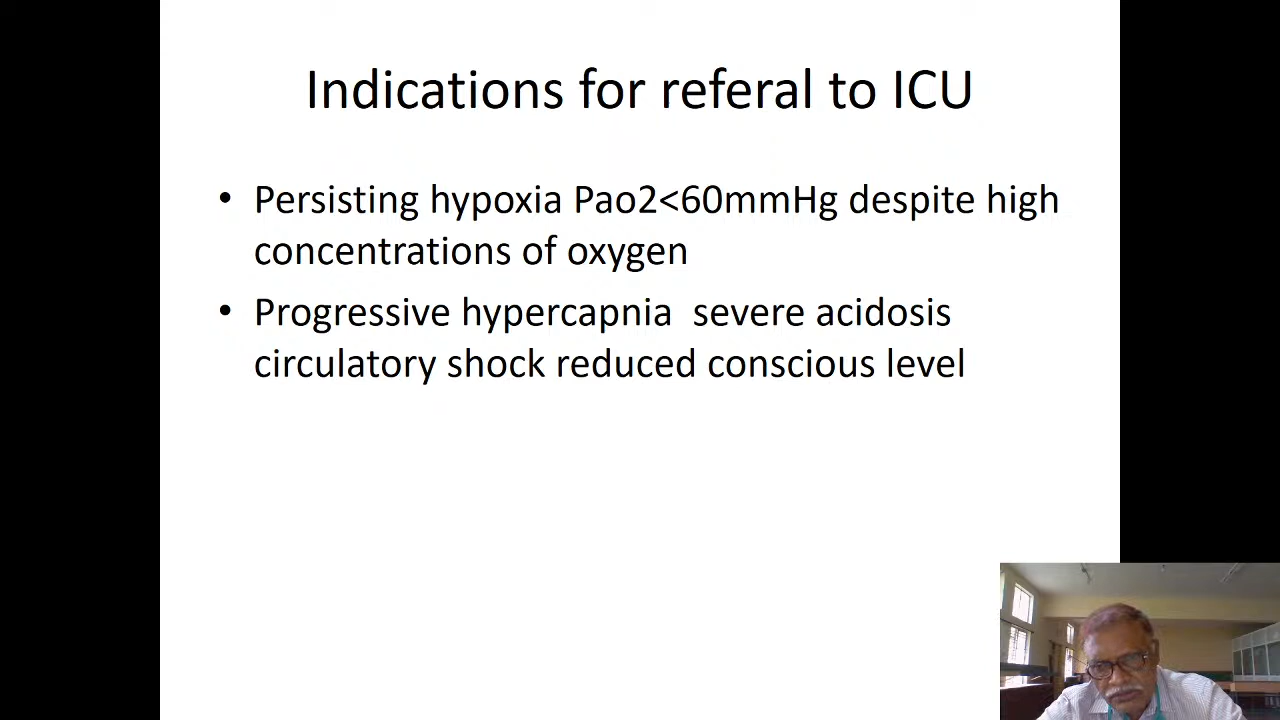 Indications for referal to ICU
• Persisting hypoxia Pao2<60mmHg despite high
concentrations of oxygen
• Progressive hypercapnia  severe acidosis
circulatory shock reduced conscious level